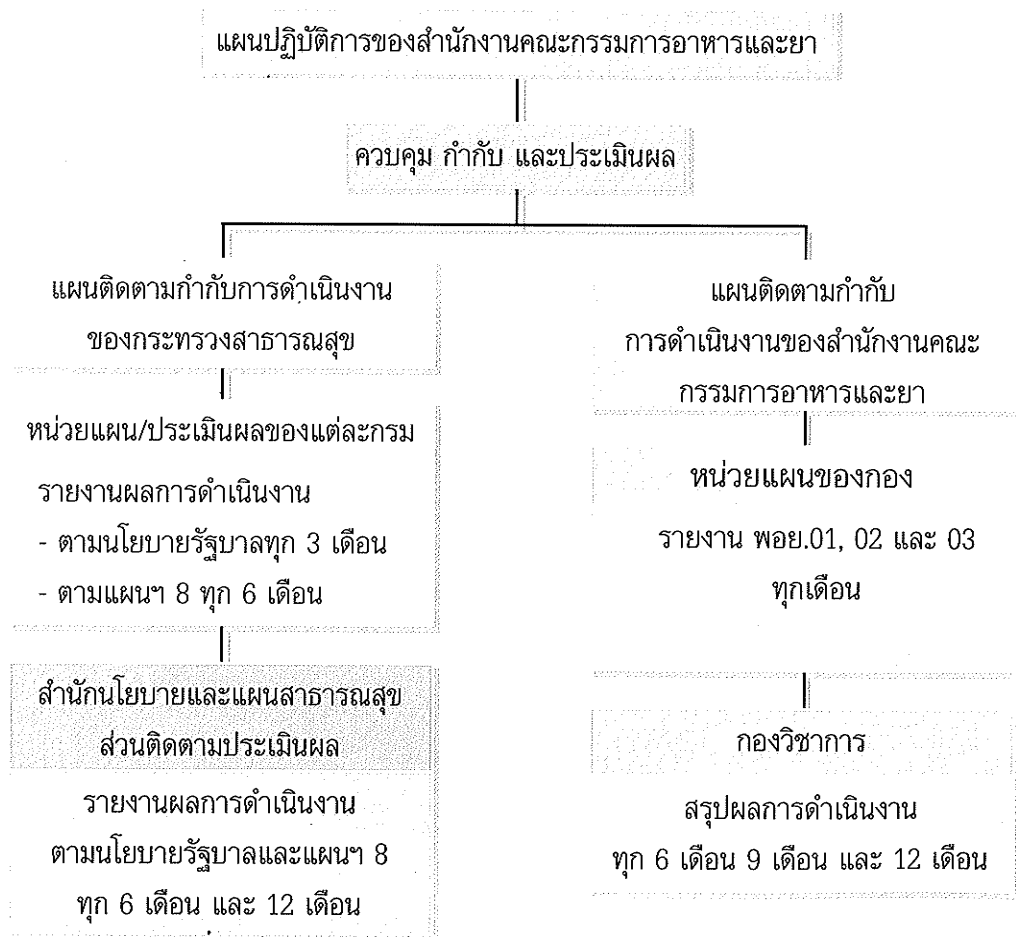 แผนปฏิบัติการของสำนักงานคณะกรรมการอาหารและยา
ควบคุม กำกับ และประเมินผล
แผนติดตามกำกับการดำเนินงาน
ของกระทรวงสาธารณสุข
หน่วยแผน/ประเมินผลของแต่ละกรม
รายงานผลการดำเนินงาน
- ตามนโยบายรัฐบาลทุก 3 เดือน
- ตามแผนฯ 8 ทุก 6 เดือน
สำนักนโยบายและแผนสาธารณสุข
ส่วนติดตามประเมินผล
รายงานผลการดำเนินงาน
ตามนโยบายรัฐบาลและแผนฯ 8
ทุก 6 เดือน และ 12 เดือน
แผนติดตามกำกับ
การดำเนินงานของสำนักงานคณะ
กรรมการอาหารและยา
หน่วยแผนของกอง
รายงาน พอย.01, 02 และ 03
ทุกเดือน
กองวิชาการ
สรุปผลการดำเนินงาน
ทุก 6 เดือน 9 เดือน และ 12 เดือน